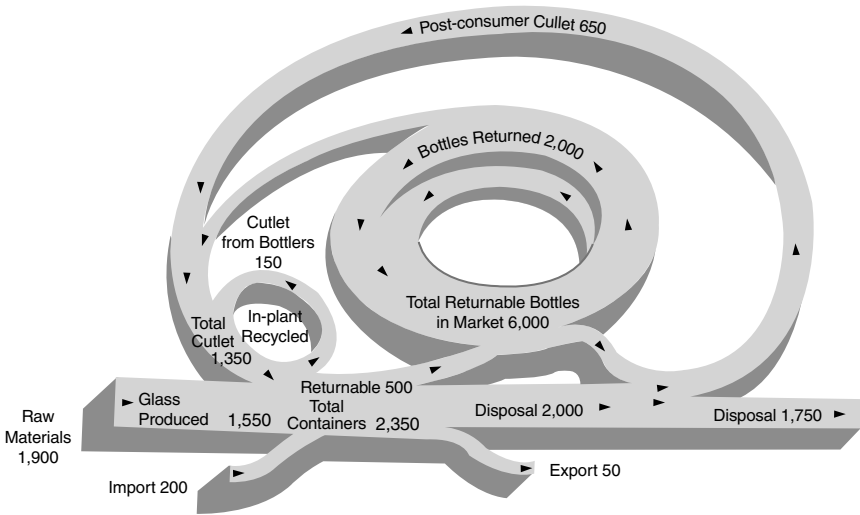 Post-consumer Cullet 650
Bottles Returned 2,000
Cutlet
from Bottlers
150
Total Returnable Bottles
in Market 6,000
In-plant
Recycled
Total
Cutlet
1,350
Returnable 500
Glass
Produced 1,550
Total
Containers 2,350
Disposal 2,000
Disposal 1,750
Raw
Materials
1,900
Import 200
Export 50